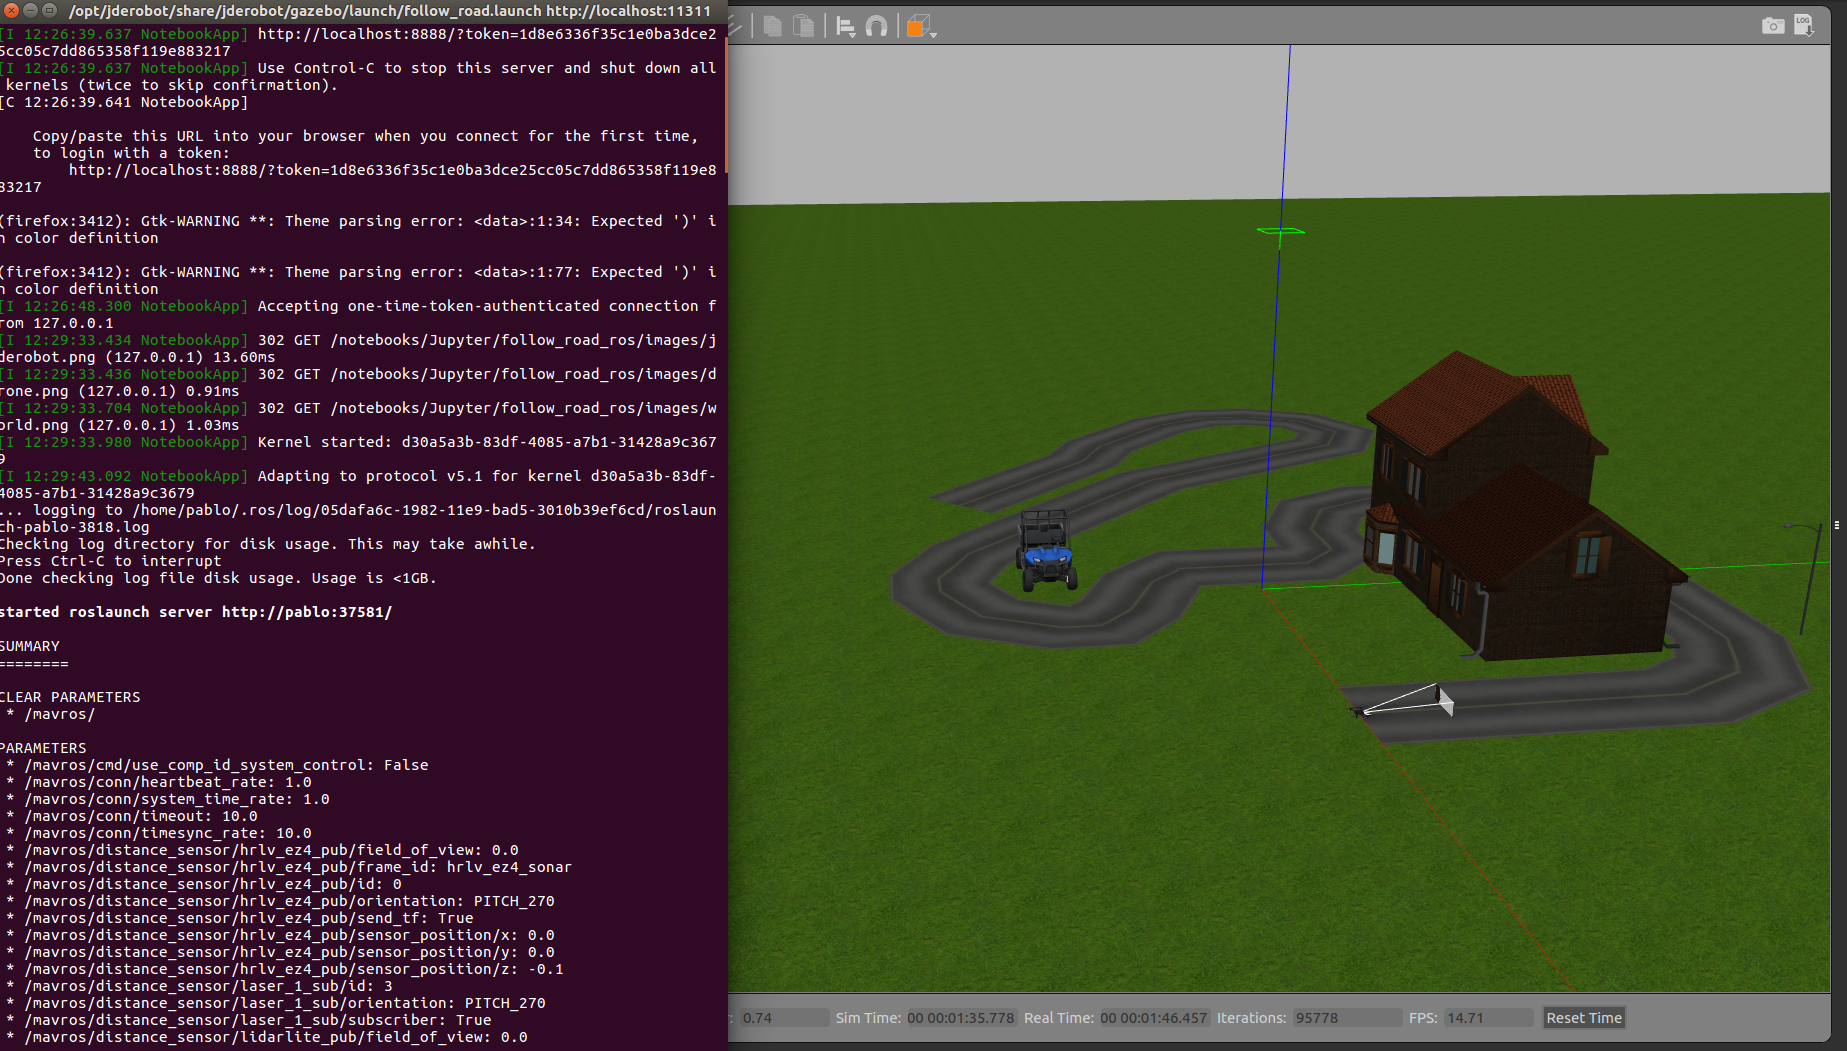 /opt/jderobot/share/jderobot/gazebo/launch/follow_road.launch http://localhost:11311
[I 12:26:39.637 NotebookApp] http://localhost:8888/?token=1d8e6336f35c1e0ba3dce2
5cc05c7dd865358f119e883217
[I 12:26:39.637 NotebookApp] Use Control-C to stop this server and shut down all
kernels (twice to skip confirmation).
[C 12:26:39.641 NotebookApp]
Copy/paste this URL into your browser when you connect for the first time,
to login with a token:
http://localhost:8888/?token=1d8e6336f35c1e0ba3dce25cc05c7dd865358f119e8
83217
(firefox:3412): Gtk-WARNING **: Theme parsing error: <data>:1:34: Expected ')' i
n color definition
(firefox:3412): Gtk-WARNING **: Theme parsing error: <data>:1:77: Expected ')' i
n color definition
[I 12:26:48.300 NotebookApp] Accepting one-time-token-authenticated connection f
rom 127.0.0.1
[I 12:29:33.434 NotebookApp] 302 GET /notebooks/Jupyter/follow_road_ros/images/j
derobot.png (127.0.0.1) 13.60ms
[I 12:29:33.436 NotebookApp] 302 GET /notebooks/Jupyter/follow_road_ros/images/d
rone.png (127.0.0.1) 0.91ms
[I 12:29:33.704 NotebookApp] 302 GET /notebooks/Jupyter/follow_road_ros/images/w
orld.png (127.0.0.1) 1.03ms
[I 12:29:33.980 NotebookApp] Kernel started: d30a5a3b-83df-4085-a7b1-31428a9c367
9
[I 12:29:43.092 NotebookApp] Adapting to protocol v5.1 for kernel d30a5a3b-83df-
4085-a7b1-31428a9c3679
... logging to /home/pablo/.ros/log/05dafa6c-1982-11e9-bad5-3010b39ef6cd/roslaun
ch-pablo-3818.log
Checking log directory for disk usage. This may take awhile.
Press Ctrl-C to interrupt
Done checking log file disk usage. Usage is <1GB.
started roslaunch server http://pablo:37581/
SUMMARY
========
CLEAR PARAMETERS
* /mavros/
PARAMETERS
* /mavros/cmd/use_comp_id_system_control: False
* /mavros/conn/heartbeat_rate: 1.0
* /mavros/conn/system_time_rate: 1.0
* /mavros/conn/timeout: 10.0
* /mavros/conn/timesync_rate: 10.0
* /mavros/distance_sensor/hrlv_ez4_pub/field_of_view: 0.0
* /mavros/distance_sensor/hrlv_ez4_pub/frame_id: hrlv_ez4_sonar
* /mavros/distance_sensor/hrlv_ez4_pub/id: 0
* /mavros/distance_sensor/hrlv_ez4_pub/orientation: PITCH_270
* /mavros/distance_sensor/hrlv_ez4_pub/send_tf: True
* /mavros/distance_sensor/hrlv_ez4_pub/sensor_position/x: 0.0
* /mavros/distance_sensor/hrlv_ez4_pub/sensor_position/y: 0.0
* /mavros/distance_sensor/hrlv_ez4_pub/sensor_position/z: -0.1
* /mavros/distance_sensor/laser_1_sub/id: 3
* /mavros/distance_sensor/laser_1_sub/orientation: PITCH_270
* /mavros/distance_sensor/laser_1_sub/subscriber: True
* /mavros/distance_sensor/lidarlite_pub/field_of_view: 0.0
LOG
: 0.74 Sim Time: 00 00:01:35.778 Real Time: 00 00:01:46.457 Iterations: 95778 FPS: 14.71 Reset Time